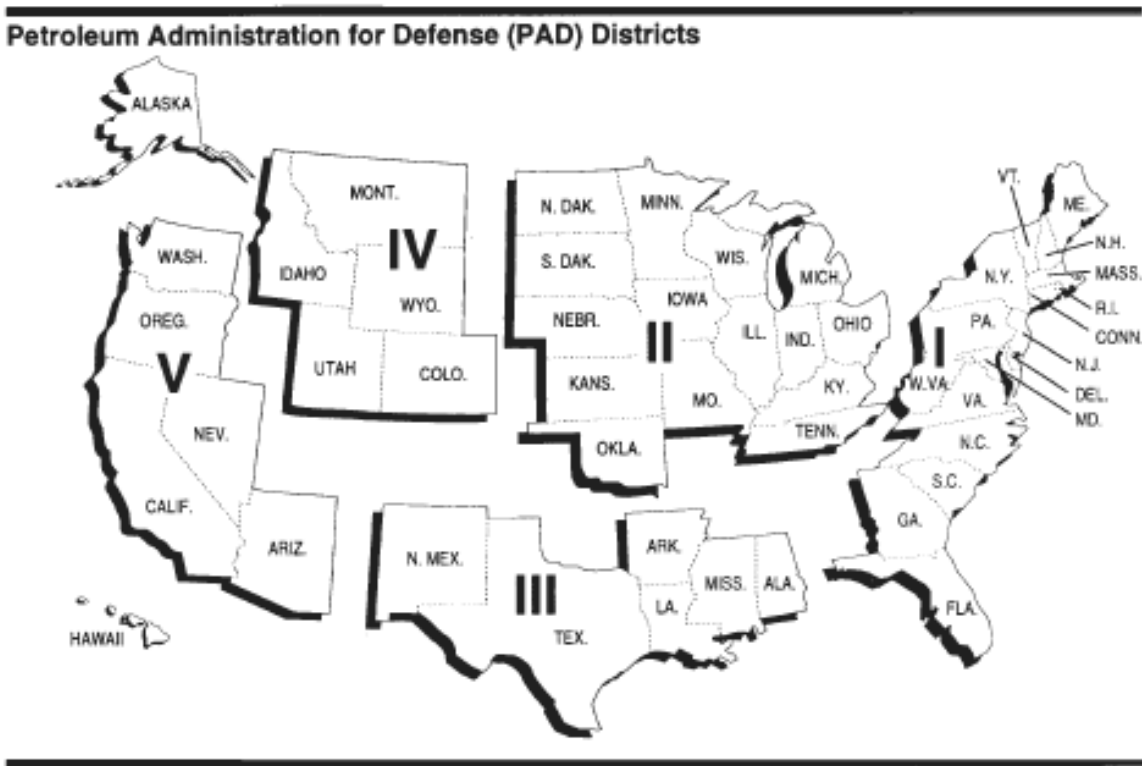 Petroleum Administration for Defense (PAD) Districts
ALASKA
MONT.
IV
IDAHO
WYO.
UTAH
COLO.
WASH.
OREG.
V
NEV.
CALIF.
ARIZ.
HAWAII
N. DAK.
MINN.
S. DAK.
WIS.
MICH.
NEBR.
IOWA
II
ILL.
IND.
OHIO
KANS.
MO.
KY.
OKLA.
TENN.
VT.
ME.
N.H.
N.Y.
MASS.
R.I.
PA.
I
CONN.
N.J.
W.VA.
DEL.
VA.
MD.
N.C.
S.C.
GA.
FLA.
N. MEX.
III
TEX.
ARK.
LA.
MISS.
ALA.